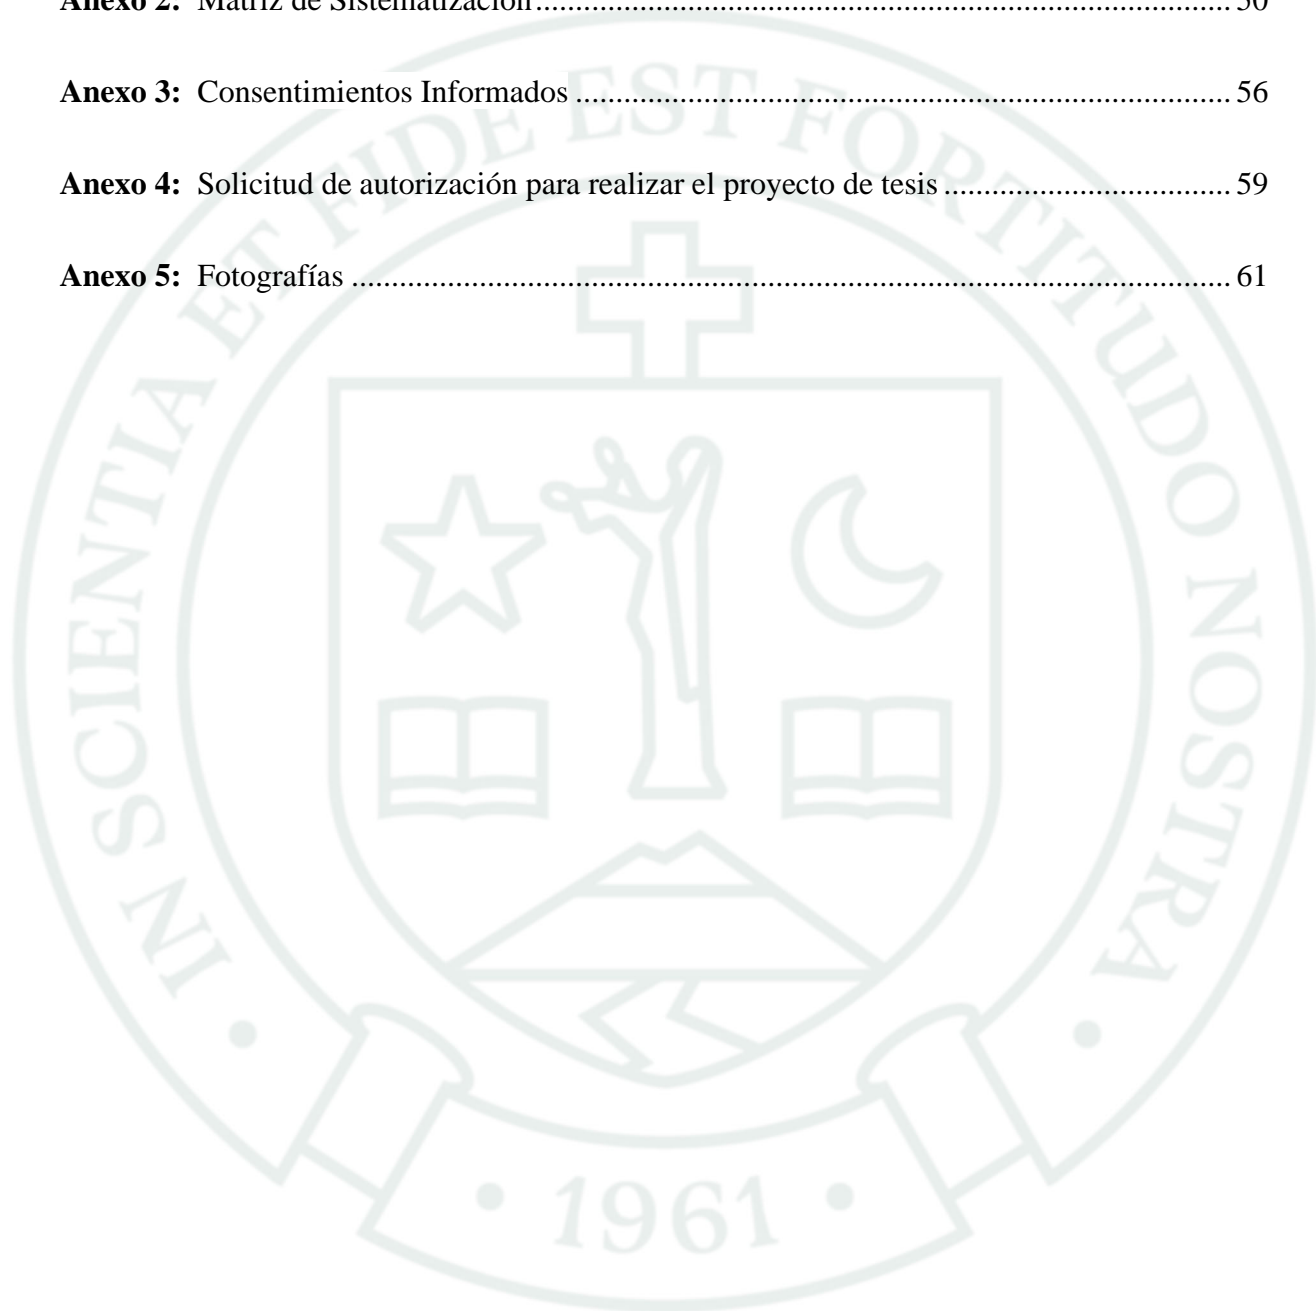 Anexo 2: Matriz de Sistematización.......................................................................................... 50
Anexo 3: Consentimientos Informados ..................................................................................... 56
Anexo 4: Solicitud de autorización para realizar el proyecto de tesis ..................................... 59
Anexo 5: Fotografías .................................................................................................................. 61
IN SCIENTIA ET FIDE EST FORTITUDO NOSTRA
• 1961 •